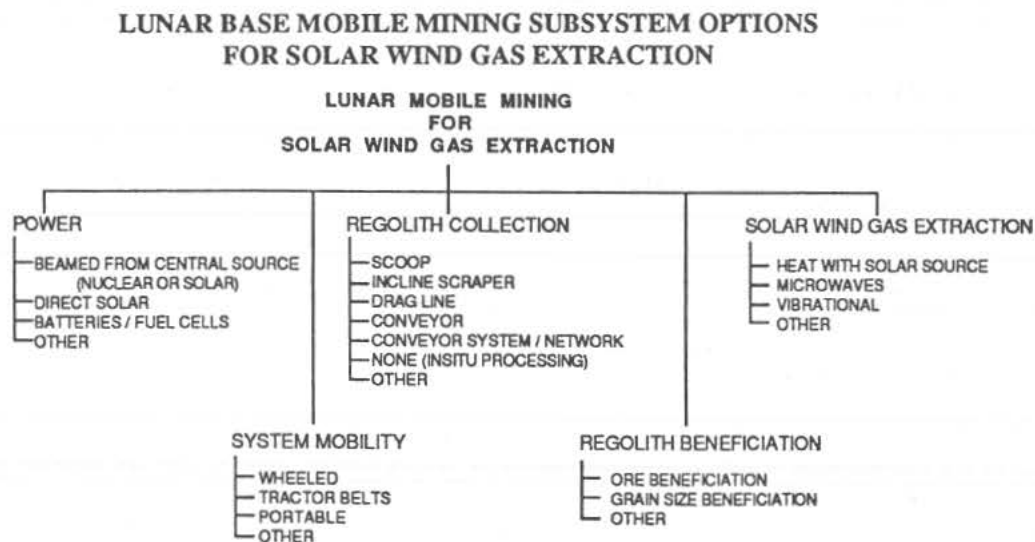 LUNAR BASE MOBILE MINING SUBSYSTEM OPTIONS
FOR SOLAR WIND GAS EXTRACTION
LUNAR MOBILE MINING
FOR
SOLAR WIND GAS EXTRACTION
POWER
BEAMED FROM CENTRAL SOURCE
(NUCLEAR OR SOLAR)
DIRECT SOLAR
BATTERIES / FUEL CELLS
OTHER
REGOLITH COLLECTION
SCOOP
INCLINE SCRAPER
DRAG LINE
CONVEYOR
CONVEYOR SYSTEM / NETWORK
NONE (INSITU PROCESSING)
OTHER
SOLAR WIND GAS EXTRACTION
HEAT WITH SOLAR SOURCE
MICROWAVES
VIBRATIONAL
OTHER
SYSTEM MOBILITY
WHEELED
TRACTOR BELTS
PORTABLE
OTHER
REGOLITH BENEFICIATION
ORE BENEFICIATION
GRAIN SIZE BENEFICIATION
OTHER